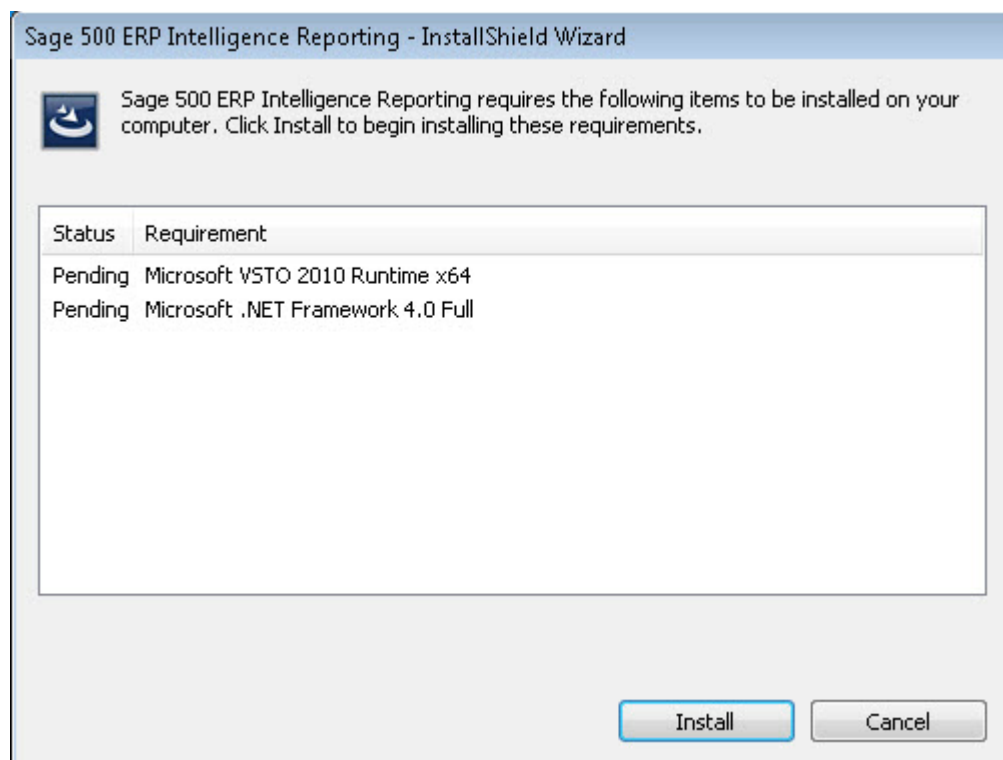 Sage 500 ERP Intelligence Reporting - InstallShield Wizard
Sage 500 ERP Intelligence Reporting requires the following items to be installed on your
computer. Click Install to begin installing these requirements.
Status Requirement
Pending Microsoft VSTO 2010 Runtime x64
Pending Microsoft .NET Framework 4.0 Full
Install Cancel